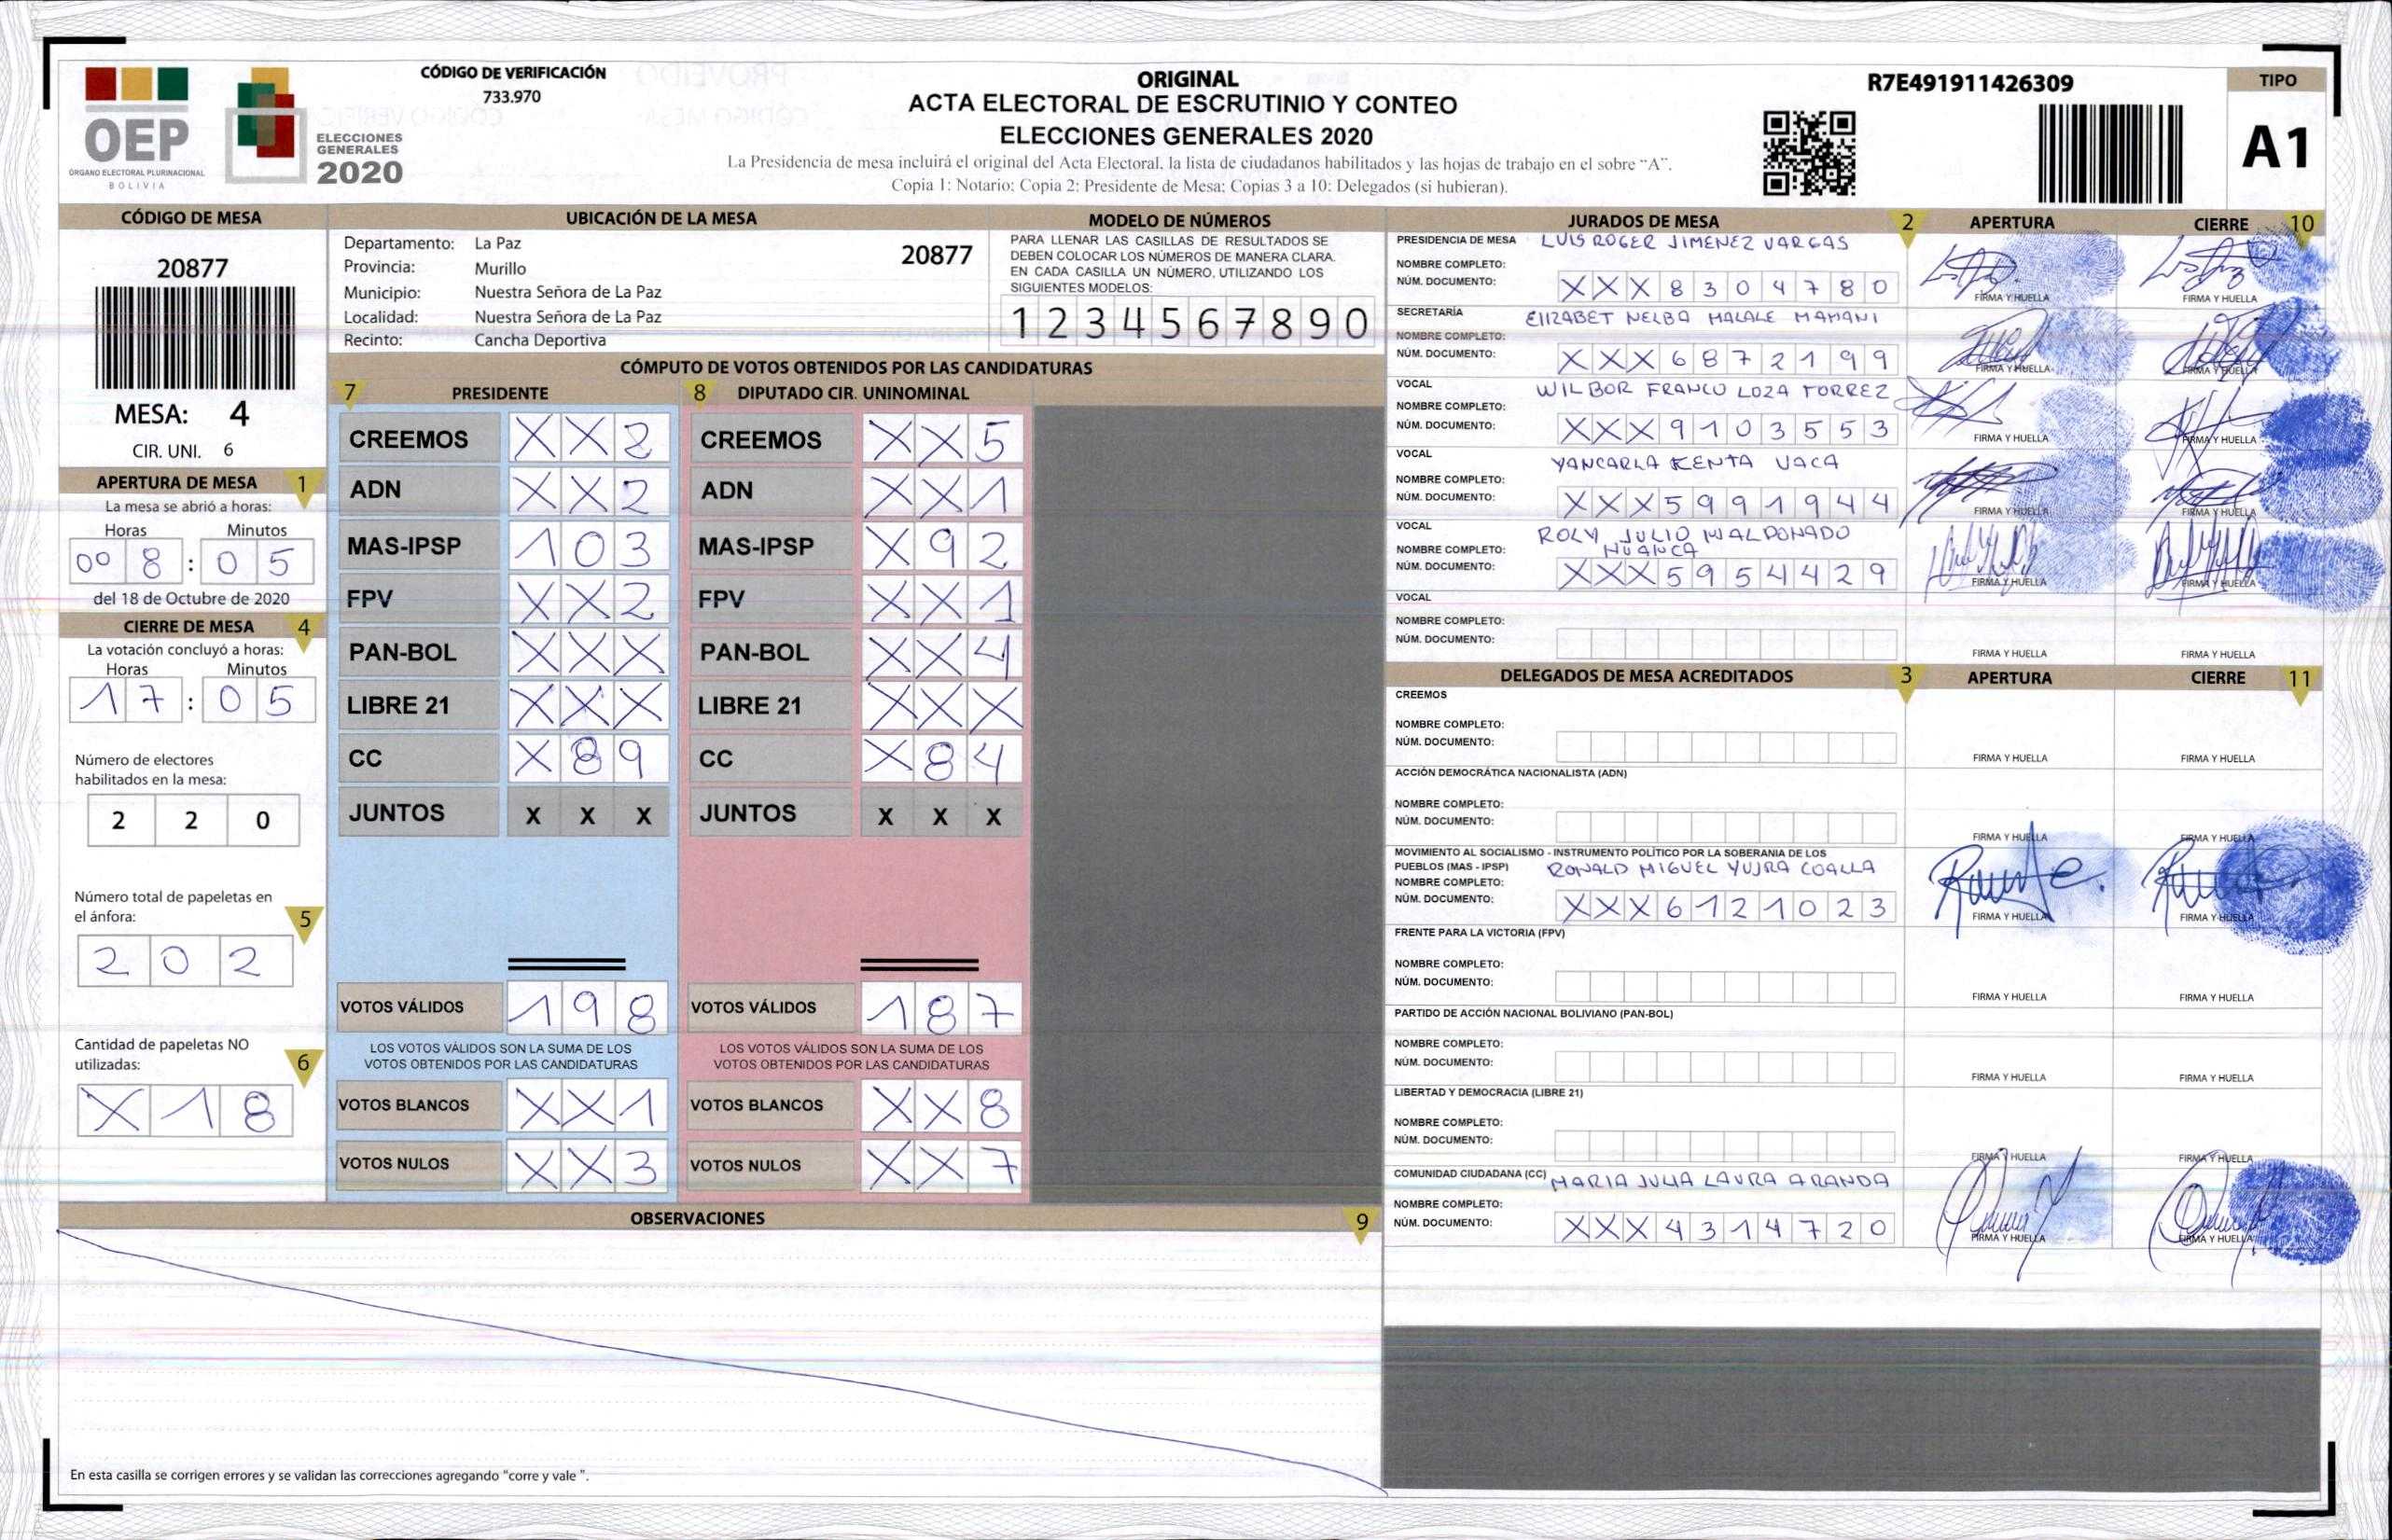 OEP
ORGANO ELECTORAL PLURINACIONAL
BOLIVIA
ELECCIONES
GENERALES
2020
CÓDIGO DE VERIFICACIÓN
733.970
ORIGINAL
ACTA ELECTORAL DE ESCRUTINIO Y CONTEO
ELECCIONES GENERALES 2020
La Presidencia de mesa incluirá el original del Acta Electoral, la lista de ciudadanos habilitados y las hojas de trabajo en el sobre “A”.
Copia 1: Notario; Copia 2: Presidente de Mesa; Copias 3 a 10: Delegados (si hubieran).
R7E491911426309
TIPO
A1
CÓDIGO DE MESA
20877
MESA: 4
CIR. UNI. 6
APERTURA DE MESA 1
La mesa se abrió a horas:
Horas Minutos
8 : 0 5
del 18 de Octubre de 2020
CIERRE DE MESA 4
La votación concluyó a horas:
Horas Minutos
1 7 : 0 5
Número de electores
habilitados en la mesa:
2 2 0
Número total de papeletas en
el ánfora: 5
2 0 2
Cantidad de papeletas NO
utilizadas: 6
X 1 8
UBICACIÓN DE LA MESA
Departamento: La Paz 20877
Provincia: Murillo
Municipio: Nuestra Señora de La Paz
Localidad: Nuestra Señora de La Paz
Recinto: Cancha Deportiva
MODELO DE NÚMEROS
PARA LLENAR LAS CASILLAS DE RESULTADOS SE
DEBEN COLOCAR LOS NÚMEROS DE MANERA CLARA.
EN CADA CASILLA UN NÚMERO, UTILIZANDO LOS
SIGUIENTES MODELOS:
1 2 3 4 5 6 7 8 9 0
CÓMPUTO DE VOTOS OBTENIDOS POR LAS CANDIDATURAS
7 PRESIDENTE
CREEMOS X X 2
ADN X X 2
MAS-IPSP 1 0 3
FPV X X 2
PAN-BOL X X X
LIBRE 21 X X X
CC X 8 9
JUNTOS X X X
VOTOS VÁLIDOS 1 9 8
LOS VOTOS VÁLIDOS SON LA SUMA DE LOS
VOTOS OBTENIDOS POR LAS CANDIDATURAS
VOTOS BLANCOS X X 1
VOTOS NULOS X X 3
8 DIPUTADO CIR. UNINOMINAL
CREEMOS X X 5
ADN X X 1
MAS-IPSP X 9 2
FPV X X 1
PAN-BOL X X 4
LIBRE 21 X X X
CC X 8 4
JUNTOS X X X
VOTOS VÁLIDOS 1 8 7
LOS VOTOS VÁLIDOS SON LA SUMA DE LOS
VOTOS OBTENIDOS POR LAS CANDIDATURAS
VOTOS BLANCOS X X 8
VOTOS NULOS X X 7
OBSERVACIONES 9
En esta casilla se corrigen errores y se validan las correcciones agregando “corre y vale ”.
JURADOS DE MESA 2 APERTURA CIERRE 10
PRESIDENCIA DE MESA LUIS ROGER JIMENEZ VARGAS
NOMBRE COMPLETO:
NÚM. DOCUMENTO: X X X 8 3 0 4 7 8 0
FIRMA Y HUELLA FIRMA Y HUELLA
SECRETARÍA ELIZABET NELBA MALALE MAMANI
NOMBRE COMPLETO:
NÚM. DOCUMENTO: X X X 6 8 7 2 1 9 9
FIRMA Y HUELLA FIRMA Y HUELLA
VOCAL WILBOR FRANCO LOZA TORREZ
NOMBRE COMPLETO:
NÚM. DOCUMENTO: X X X 9 1 0 3 5 5 3
FIRMA Y HUELLA FIRMA Y HUELLA
VOCAL YANCARLA KENTA VACA
NOMBRE COMPLETO:
NÚM. DOCUMENTO: X X X 5 9 9 1 9 4 4
FIRMA Y HUELLA FIRMA Y HUELLA
VOCAL ROLY JULIO MALDONADO
NOMBRE COMPLETO: HUANCA
NÚM. DOCUMENTO: X X X 5 9 5 4 4 2 9
FIRMA Y HUELLA FIRMA Y HUELLA
VOCAL
NOMBRE COMPLETO:
NÚM. DOCUMENTO:
FIRMA Y HUELLA FIRMA Y HUELLA
DELEGADOS DE MESA ACREDITADOS 3 APERTURA CIERRE 11
CREEMOS
NOMBRE COMPLETO:
NÚM. DOCUMENTO:
FIRMA Y HUELLA FIRMA Y HUELLA
ACCIÓN DEMOCRÁTICA NACIONALISTA (ADN)
NOMBRE COMPLETO:
NÚM. DOCUMENTO:
FIRMA Y HUELLA FIRMA Y HUELLA
MOVIMIENTO AL SOCIALISMO - INSTRUMENTO POLÍTICO POR LA SOBERANIA DE LOS
PUEBLOS (MAS - IPSP) RONALD MIGUEL YUJRA COALLA
NOMBRE COMPLETO:
NÚM. DOCUMENTO: X X X 6 1 2 1 0 2 3
FIRMA Y HUELLA FIRMA Y HUELLA
FRENTE PARA LA VICTORIA (FPV)
NOMBRE COMPLETO:
NÚM. DOCUMENTO:
FIRMA Y HUELLA FIRMA Y HUELLA
PARTIDO DE ACCIÓN NACIONAL BOLIVIANO (PAN-BOL)
NOMBRE COMPLETO:
NÚM. DOCUMENTO:
FIRMA Y HUELLA FIRMA Y HUELLA
LIBERTAD Y DEMOCRACIA (LIBRE 21)
NOMBRE COMPLETO:
NÚM. DOCUMENTO:
FIRMA Y HUELLA FIRMA Y HUELLA
COMUNIDAD CIUDADANA (CC) MARIA JULIA LAURA ARANDA
NOMBRE COMPLETO:
NÚM. DOCUMENTO: X X X 4 3 1 4 7 2 0
FIRMA Y HUELLA FIRMA Y HUELLA